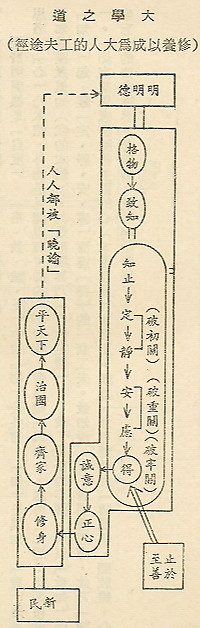 大學之道
(修養以成爲大人的工夫途徑)
明明德
格物
致知
知止
定
靜
安
慮
得
(破初關)
(破重關)
(破牢關)
止於
至善
誠意
正心
修身
齊家
治國
平天下
新民
人人都被「曉諭」